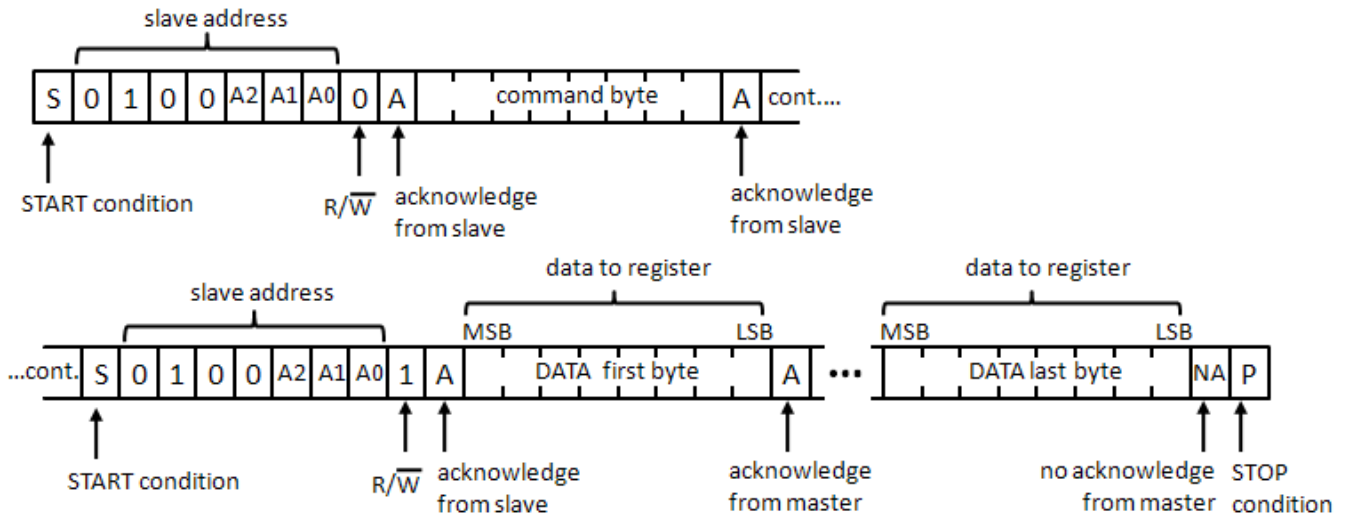 slave address
S 0 1 0 0 A2 A1 A0 0 A command byte A cont....
START condition
R/W̅
acknowledge
from slave
acknowledge
from slave
data to register
data to register
slave address
MSB LSB MSB LSB
...cont. S 0 1 0 0 A2 A1 A0 1 A DATA first byte A ••• DATA last byte NA P
START condition
R/W̅
acknowledge
from slave
acknowledge
from master
no acknowledge
from master
STOP
condition